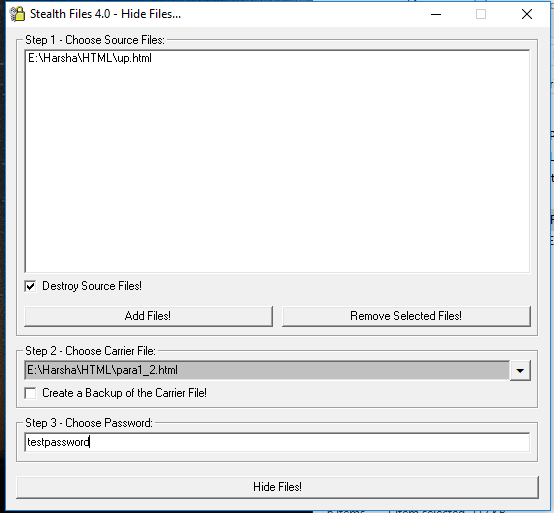 Stealth Files 4.0 - Hide Files...
Step 1 - Choose Source Files:
E:\Harsha\HTML\up.html
Destroy Source Files!
Add Files! Remove Selected Files!
Step 2 - Choose Carrier File:
E:\Harsha\HTML\para1_2.html
Create a Backup of the Carrier File!
Step 3 - Choose Password:
testpassword
Hide Files!